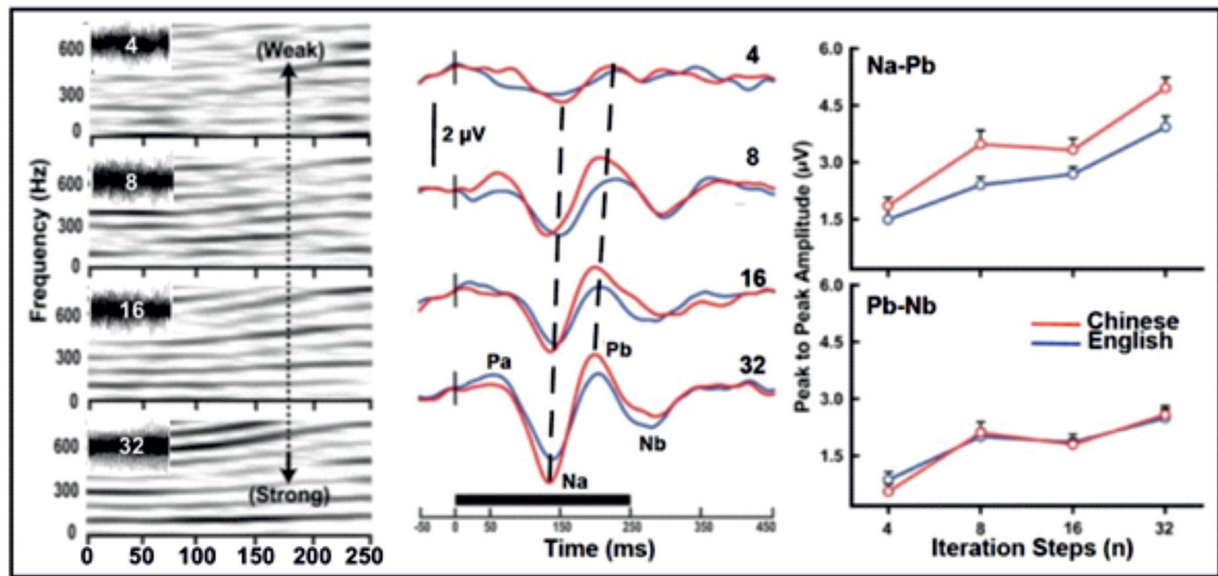 Frequency (Hz)
600
300
0
4
(Weak)
600
300
0
8
600
300
0
16
600
300
0
32
(Strong)
0 50 100 150 200 250
2 µV
4
8
16
32
Pa
Pb
Na
Nb
-50 0 50 150 250 350 450
Time (ms)
Peak to Peak Amplitude (µV)
6.0
4.5
3.0
1.5
Na-Pb
6.0
3.0
1.5
Pb-Nb
Chinese
English
4 8 16 32
Iteration Steps (n)